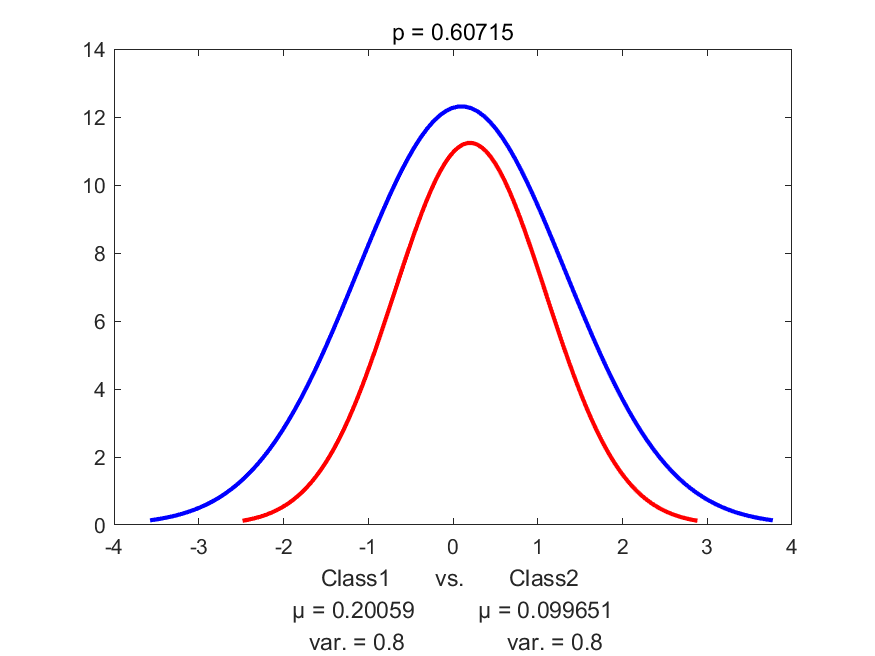 p = 0.60715
14
12
10
8
6
4
2
0
-4 -3 -2 -1 0 1 2 3 4
Class1 vs. Class2
μ = 0.20059 μ = 0.099651
var. = 0.8 var. = 0.8